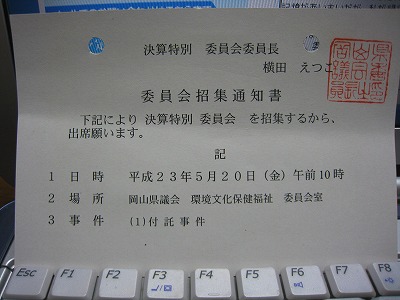 決算特別 委員会委員長
横田 えつこ
委員会招集通知書
下記により 決算特別 委員会 を招集するから、
出席願います。
記
1 日時 平成23年5月20日(金)午前10時
2 場所 岡山県議会 環境文化保健福祉 委員会室
3 事件 (1)付託事件
Esc F1 F2 F3 F4 F5 F6 F7 F8